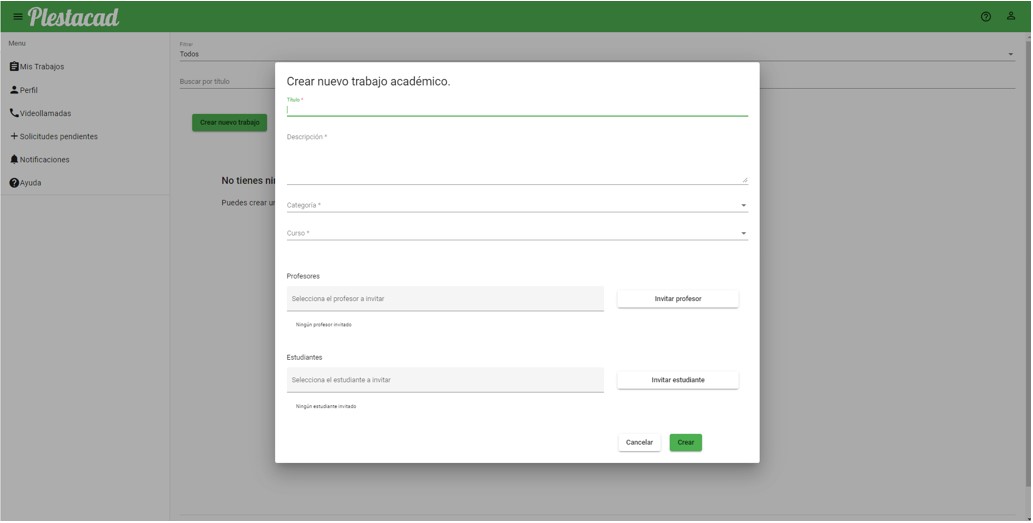 Plestacad
Menu
Mis Trabajos
Perfil
Videollamadas
Solicitudes pendientes
Notificaciones
Ayuda
Filtrar
Todos
Buscar por título
Crear nuevo trabajo
No tienes
Puedes crear
Crear nuevo trabajo académico.
Título *
Descripción *
Categoría *
Curso *
Profesores
Selecciona el profesor a invitar
Invitar profesor
Ningún profesor invitado
Estudiantes
Selecciona el estudiante a invitar
Invitar estudiante
Ningún estudiante invitado
Cancelar
Crear